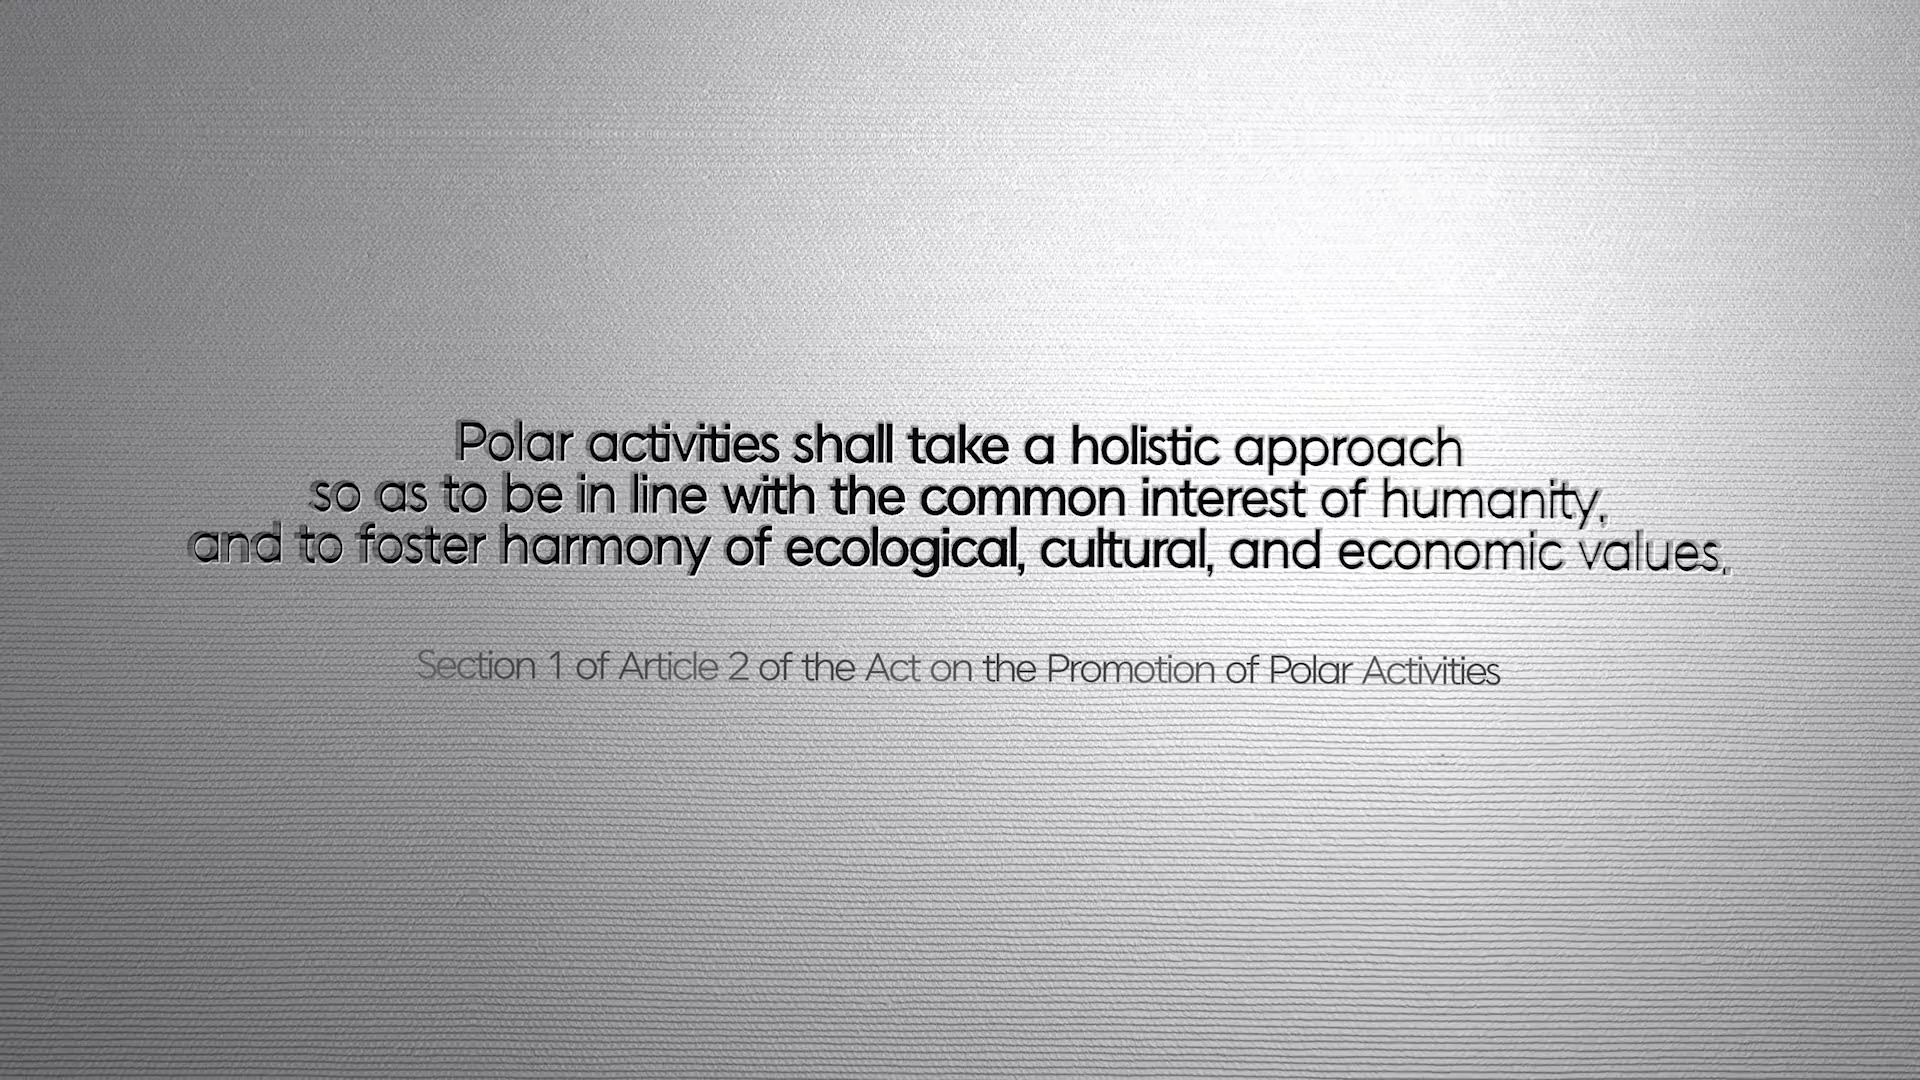 Polar activities shall take a holistic approach
so as to be in line with the common interest of humanity,
and to foster harmony of ecological, cultural, and economic values.
Section 1 of Article 2 of the Act on the Promotion of Polar Activities